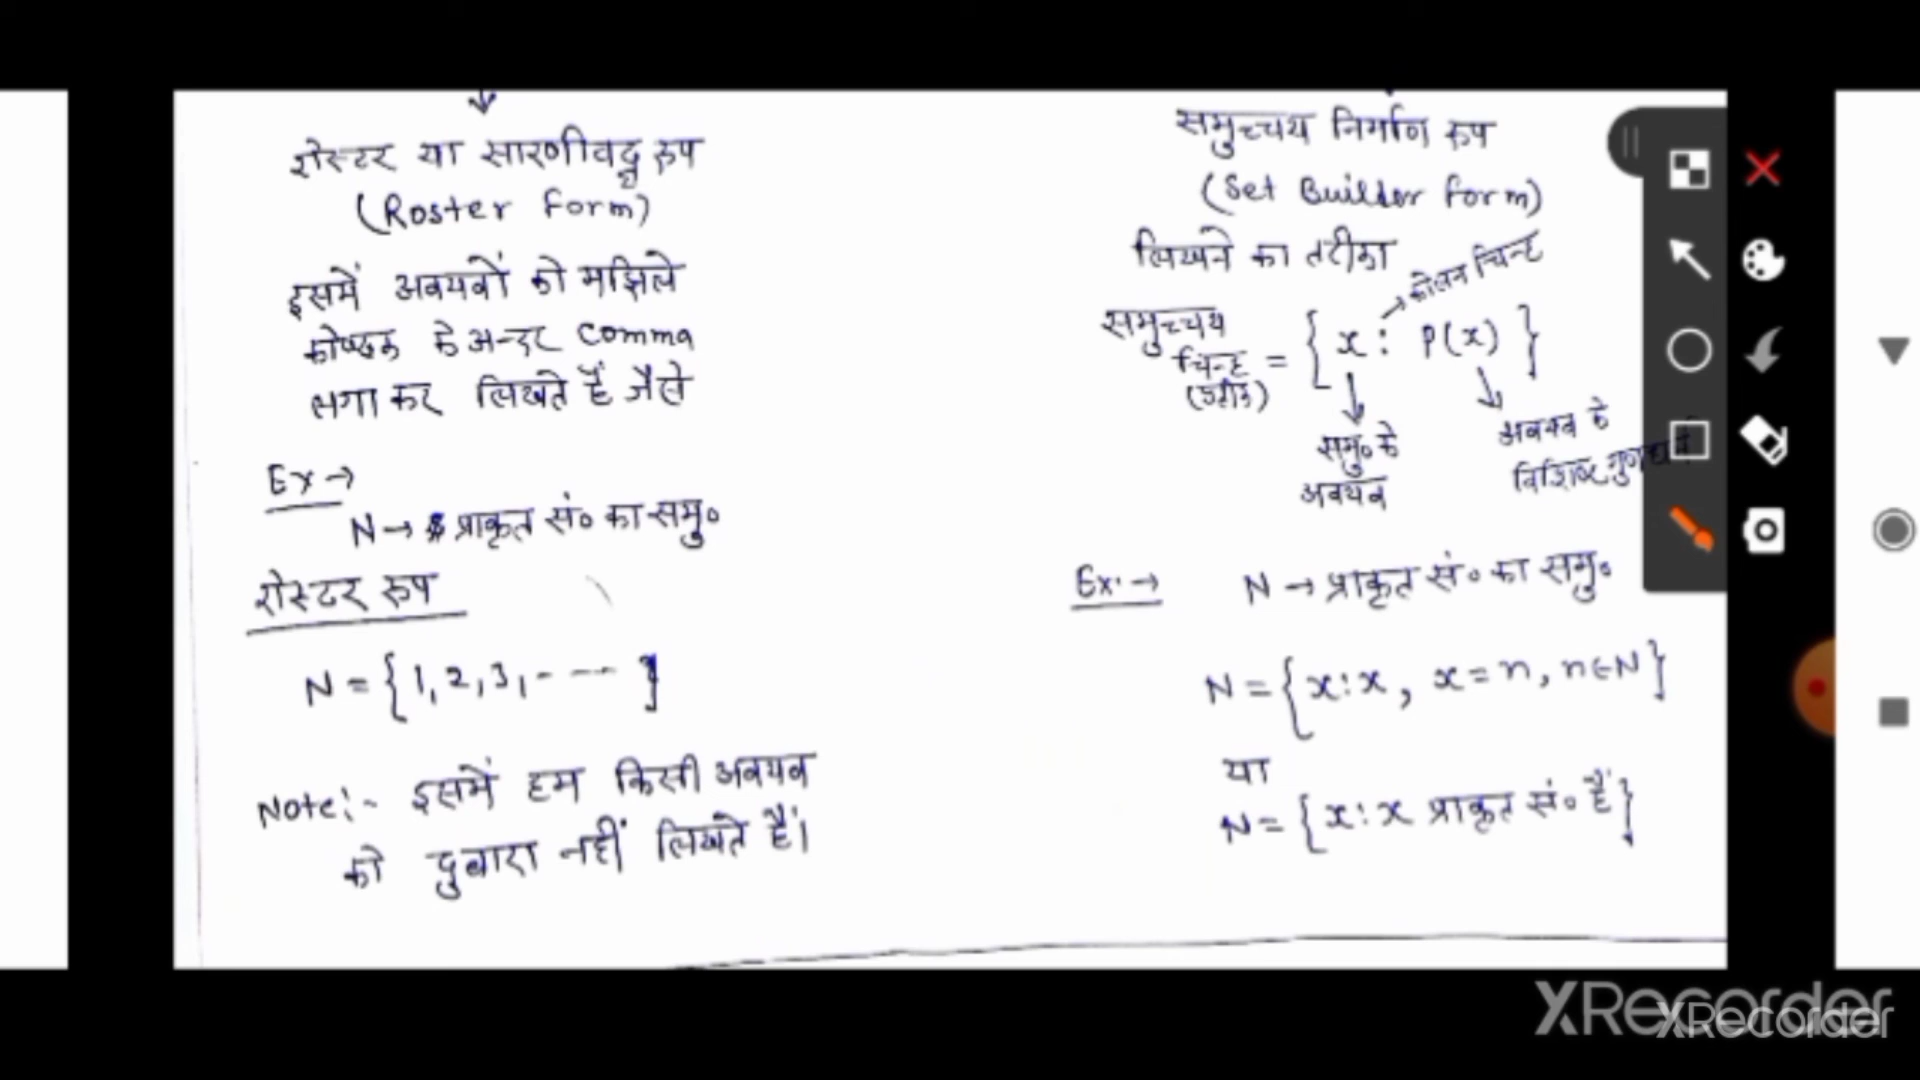 रोस्टर या सारणीवद्ध रूप
(Roster Form)
इसमें अवयवों को मझिले
कोष्ठक के अन्दर comma
लगा कर लिखते हैं जैसे
Ex →
N → प्राकृत सं० का समु०
रोस्टर रूप
N = {1, 2, 3, - --- }
Note:- इसमें हम किसी अवयव
को दुबारा नहीं लिखते हैं।
समुच्चय निर्माण रूप
(Set Builder Form)
लिखने का तरीका
→ कोलन चिन्ह
समुच्चय
चिन्ह = { x : P(x) }
समु० के
अवयव
अवयव के
विशिष्ट
Ex: → N → प्राकृत सं० का समु०
N = {x : x, x = n, n ∈ N}
या
N = {x : x प्राकृत सं० है}
XRecorder
XRecorder